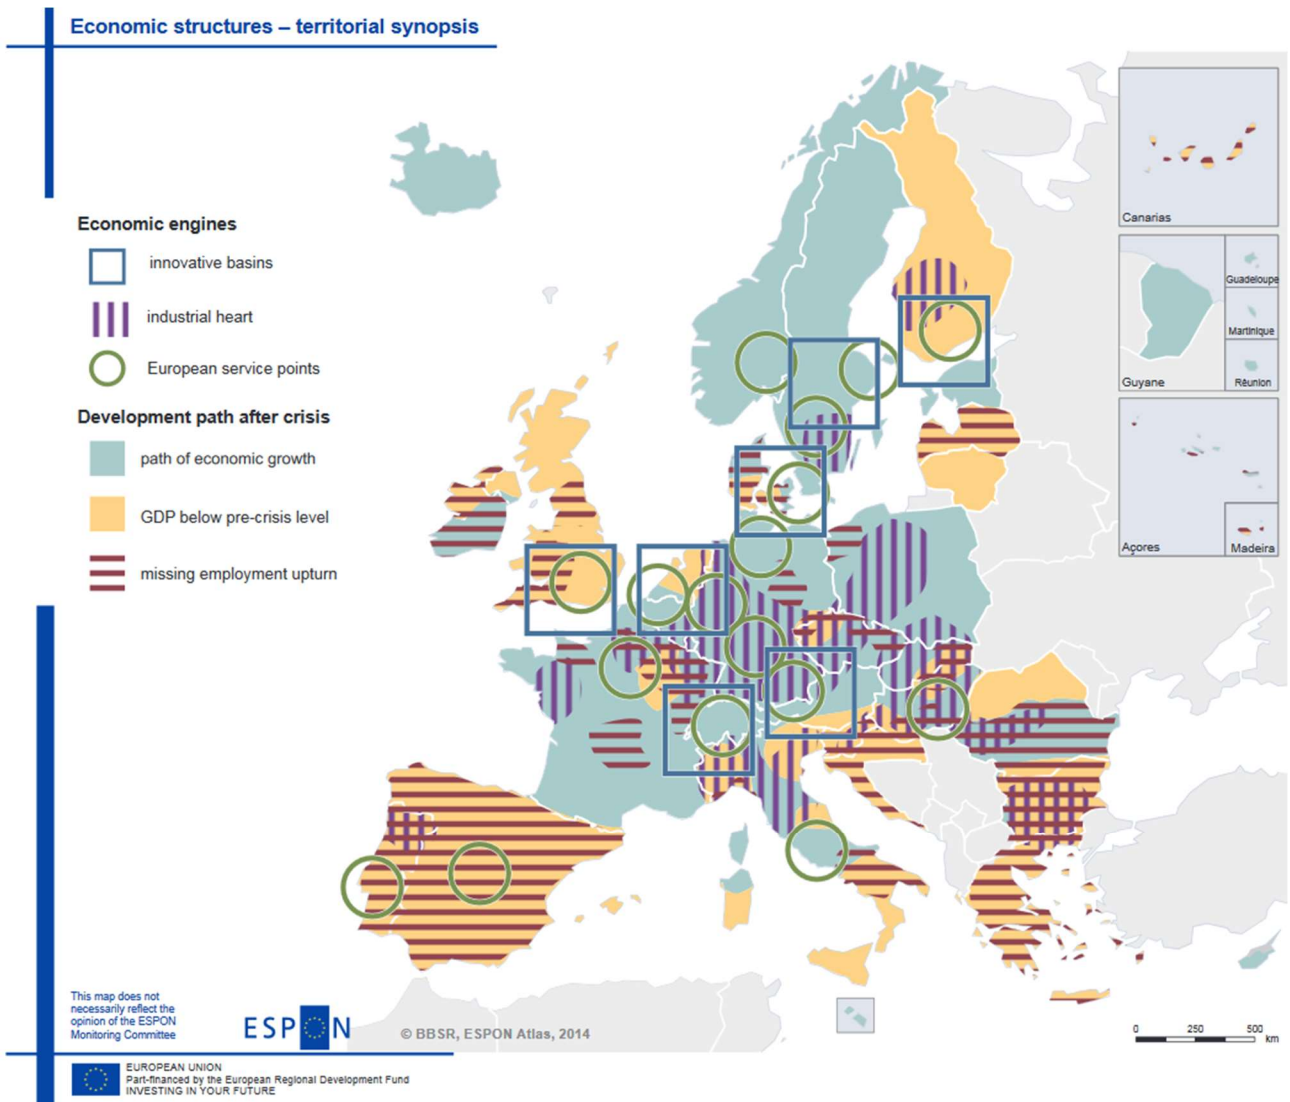 Economic structures – territorial synopsis
Economic engines
innovative basins
industrial heart
European service points
Development path after crisis
path of economic growth
GDP below pre-crisis level
missing employment upturn
Canarias
Guyane
Guadeloupe
Martinique
Réunion
Açores
Madeira
This map does not
necessarily reflect the
opinion of the ESPON
Monitoring Committee
ESPON
© BBSR, ESPON Atlas, 2014
0 250 500
km
EUROPEAN UNION
Part-financed by the European Regional Development Fund
INVESTING IN YOUR FUTURE